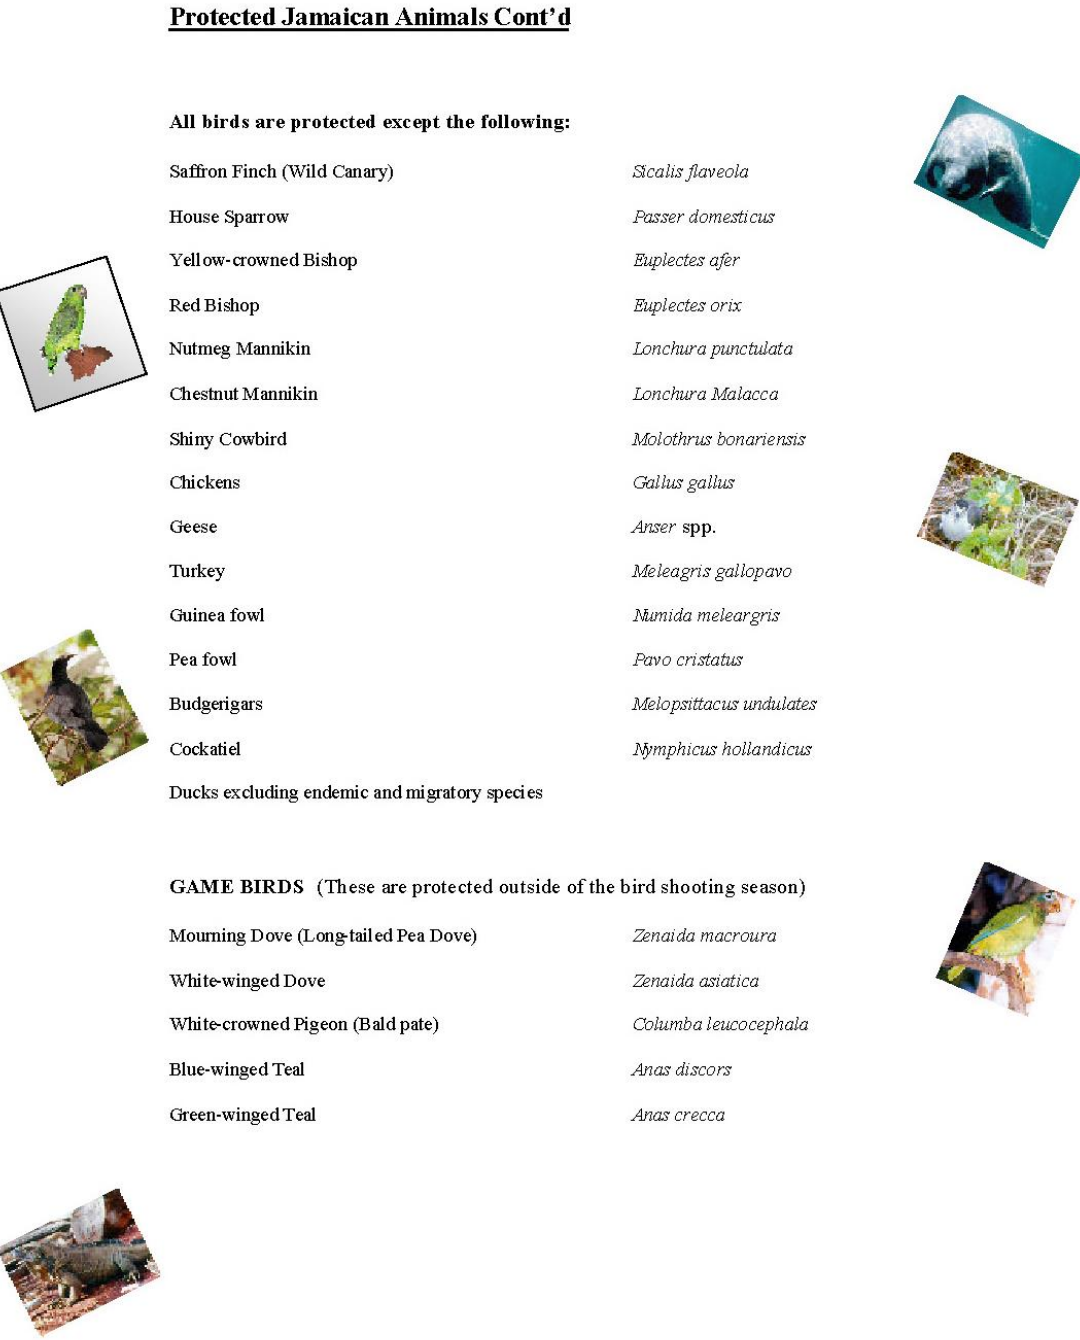 Protected Jamaican Animals Cont'd
All birds are protected except the following:
Saffron Finch (Wild Canary) Sicalis flaveola
House Sparrow Passer domesticus
Yellow-crowned Bishop Euplectes afer
Red Bishop Euplectes orix
Nutmeg Mannikin Lonchura punctulata
Chestnut Mannikin Lonchura Malacca
Shiny Cowbird Molothrus bonariensis
Chickens Gallus gallus
Geese Anser spp.
Turkey Meleagris gallopavo
Guinea fowl Numida meleargris
Pea fowl Pavo cristatus
Budgerigars Melopsittacus undulates
Cockatiel Nymphicus hollandicus
Ducks excluding endemic and migratory species
GAME BIRDS (These are protected outside of the bird shooting season)
Mourning Dove (Long-tailed Pea Dove) Zenaida macroura
White-winged Dove Zenaida asiatica
White-crowned Pigeon (Bald pate) Columba leucocephala
Blue-winged Teal Anas discors
Green-winged Teal Anas crecca